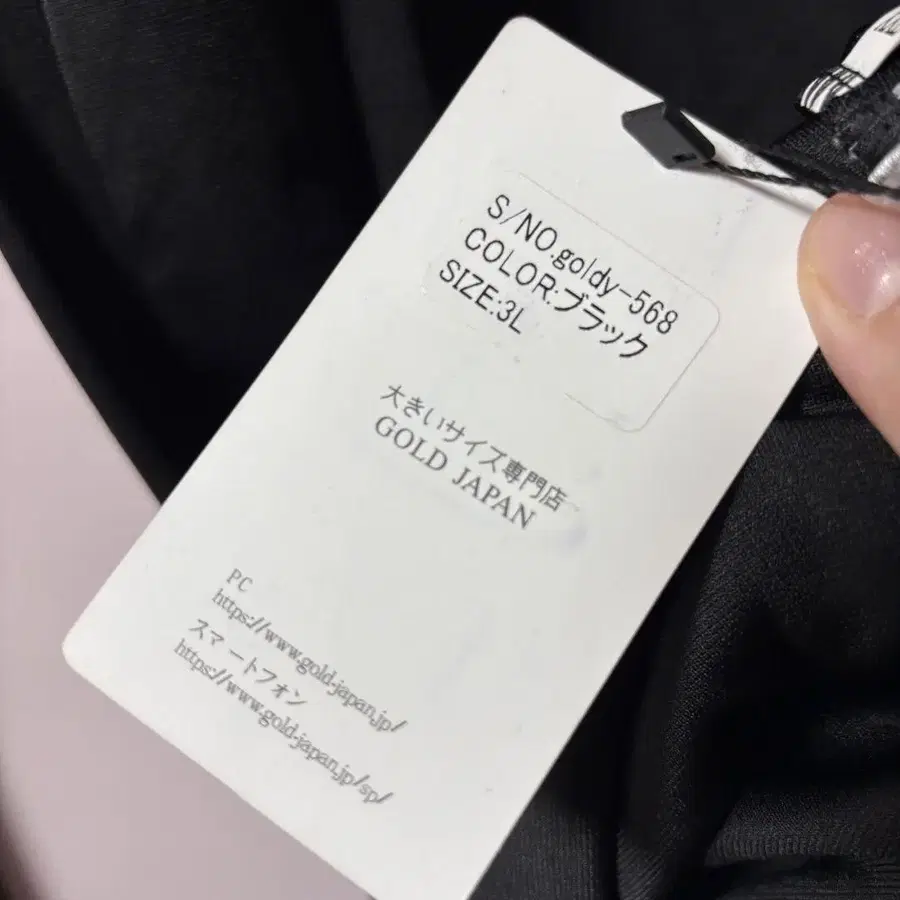 S/NO.goldy-568
COLOR:ブラック
SIZE:3L
大きいサイズ専門店
GOLD JAPAN
PC
https://www.gold-japan.jp/
スマートフォン
https://www.gold-japan.jp/sp/